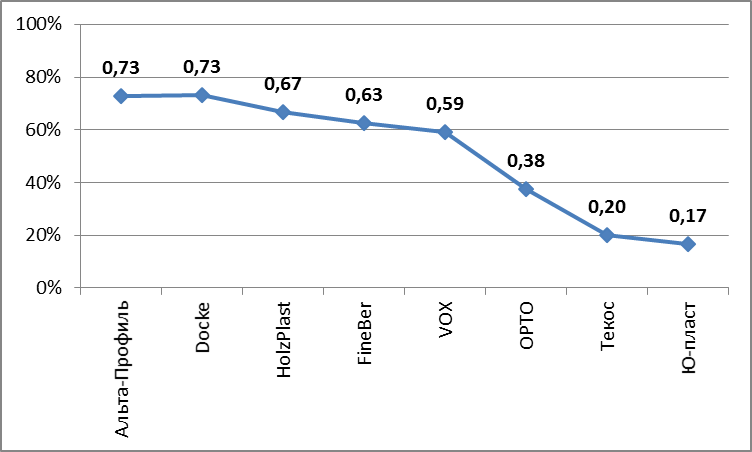 100%
80%
60%
40%
20%
0%
0,73
0,73
0,67
0,63
0,59
0,38
0,20
0,17
Альта-Профиль
Docke
HolzPlast
FineBer
VOX
ОРТО
Текос
Ю-пласт